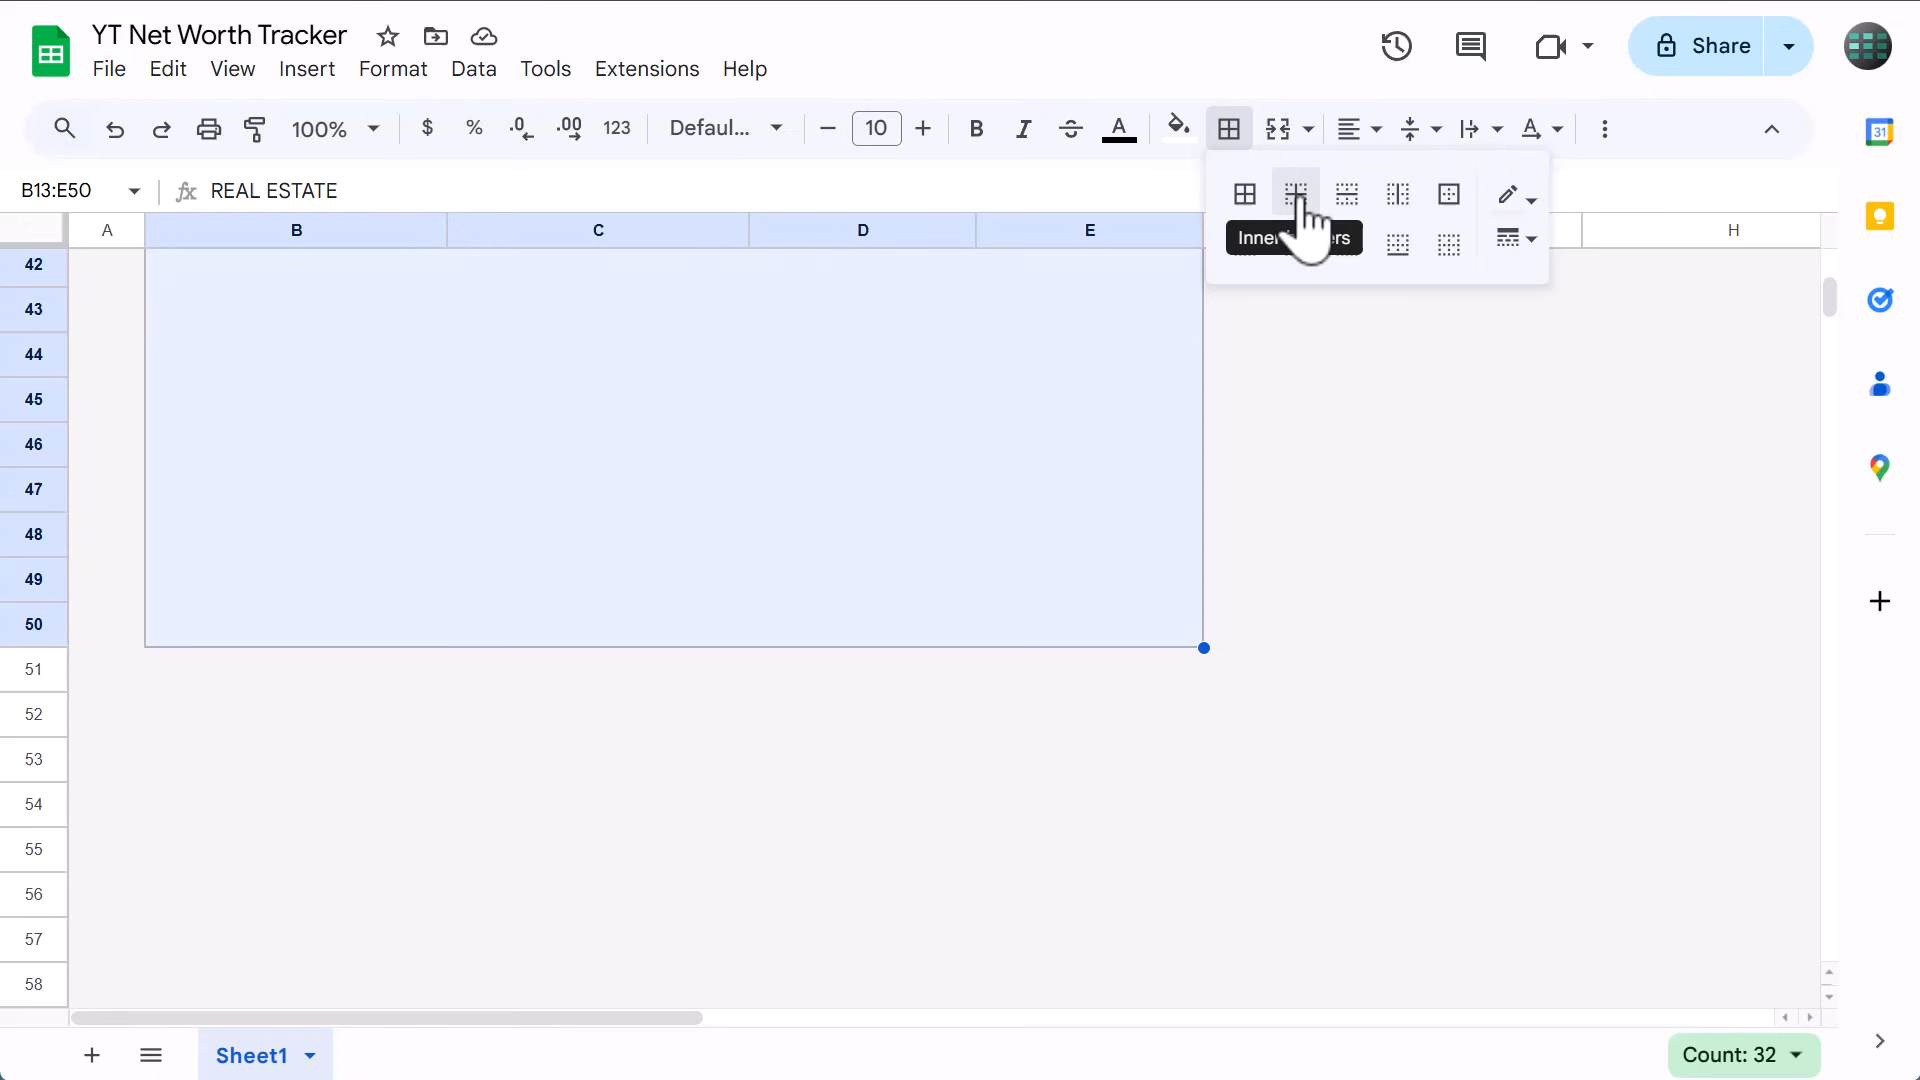 YT Net Worth Tracker
File Edit View Insert Format Data Tools Extensions Help
Share
31
100% $ % .0 .00 123 Defaul... 10 B I S A A
B13:E50 fx REAL ESTATE
A B C D E H
42
43
44
45
46
47
48
49
50
51
52
53
54
55
56
57
58
Sheet1
Count: 32